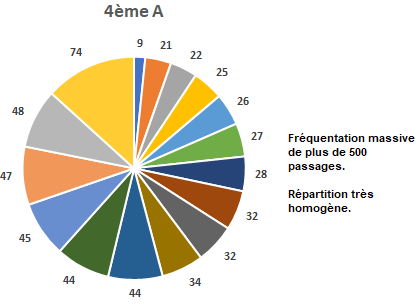 4ème A
9
21
22
25
26
27
28
32
32
34
44
44
45
47
48
74
Fréquentation massive
de plus de 500
passages.
Répartition très
homogène.